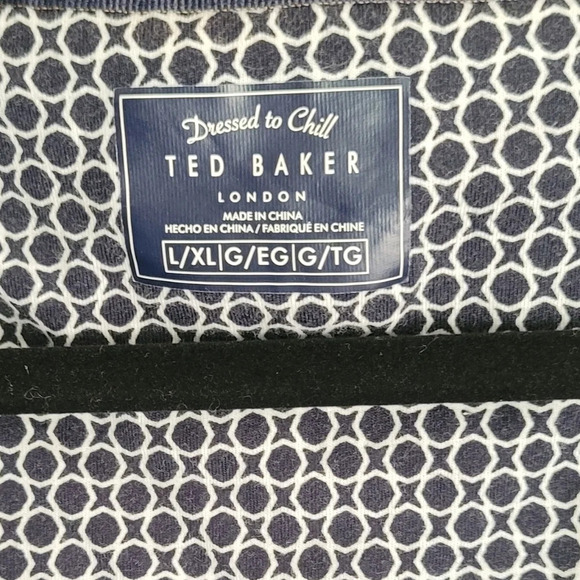 Dressed to Chill
TED BAKER
LONDON
MADE IN CHINA
HECHO EN CHINA / FABRIQUÉ EN CHINE
L/XL|G/EG|G/TG